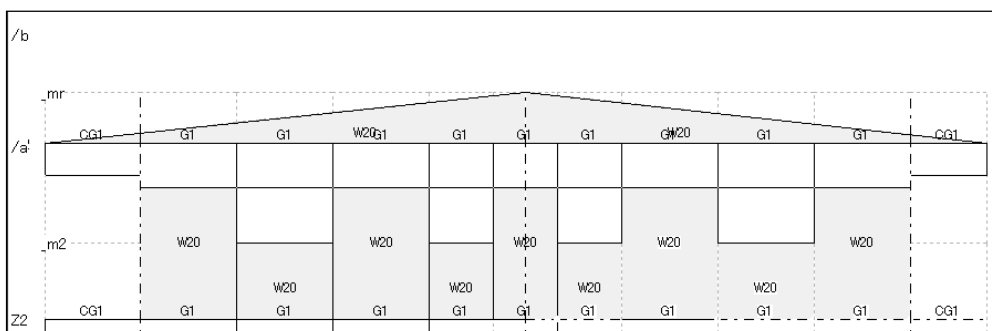 /b
mr
CG1 G1 G1 W20 G1 G1 G1 G1 G1 W20 G1 G1 CG1
/a'
m2 W20 W20 W20 W20 W20
W20 W20 W20 W20
CG1 G1 G1 G1 G1 G1 G1 G1 G1 G1 CG1
Z2